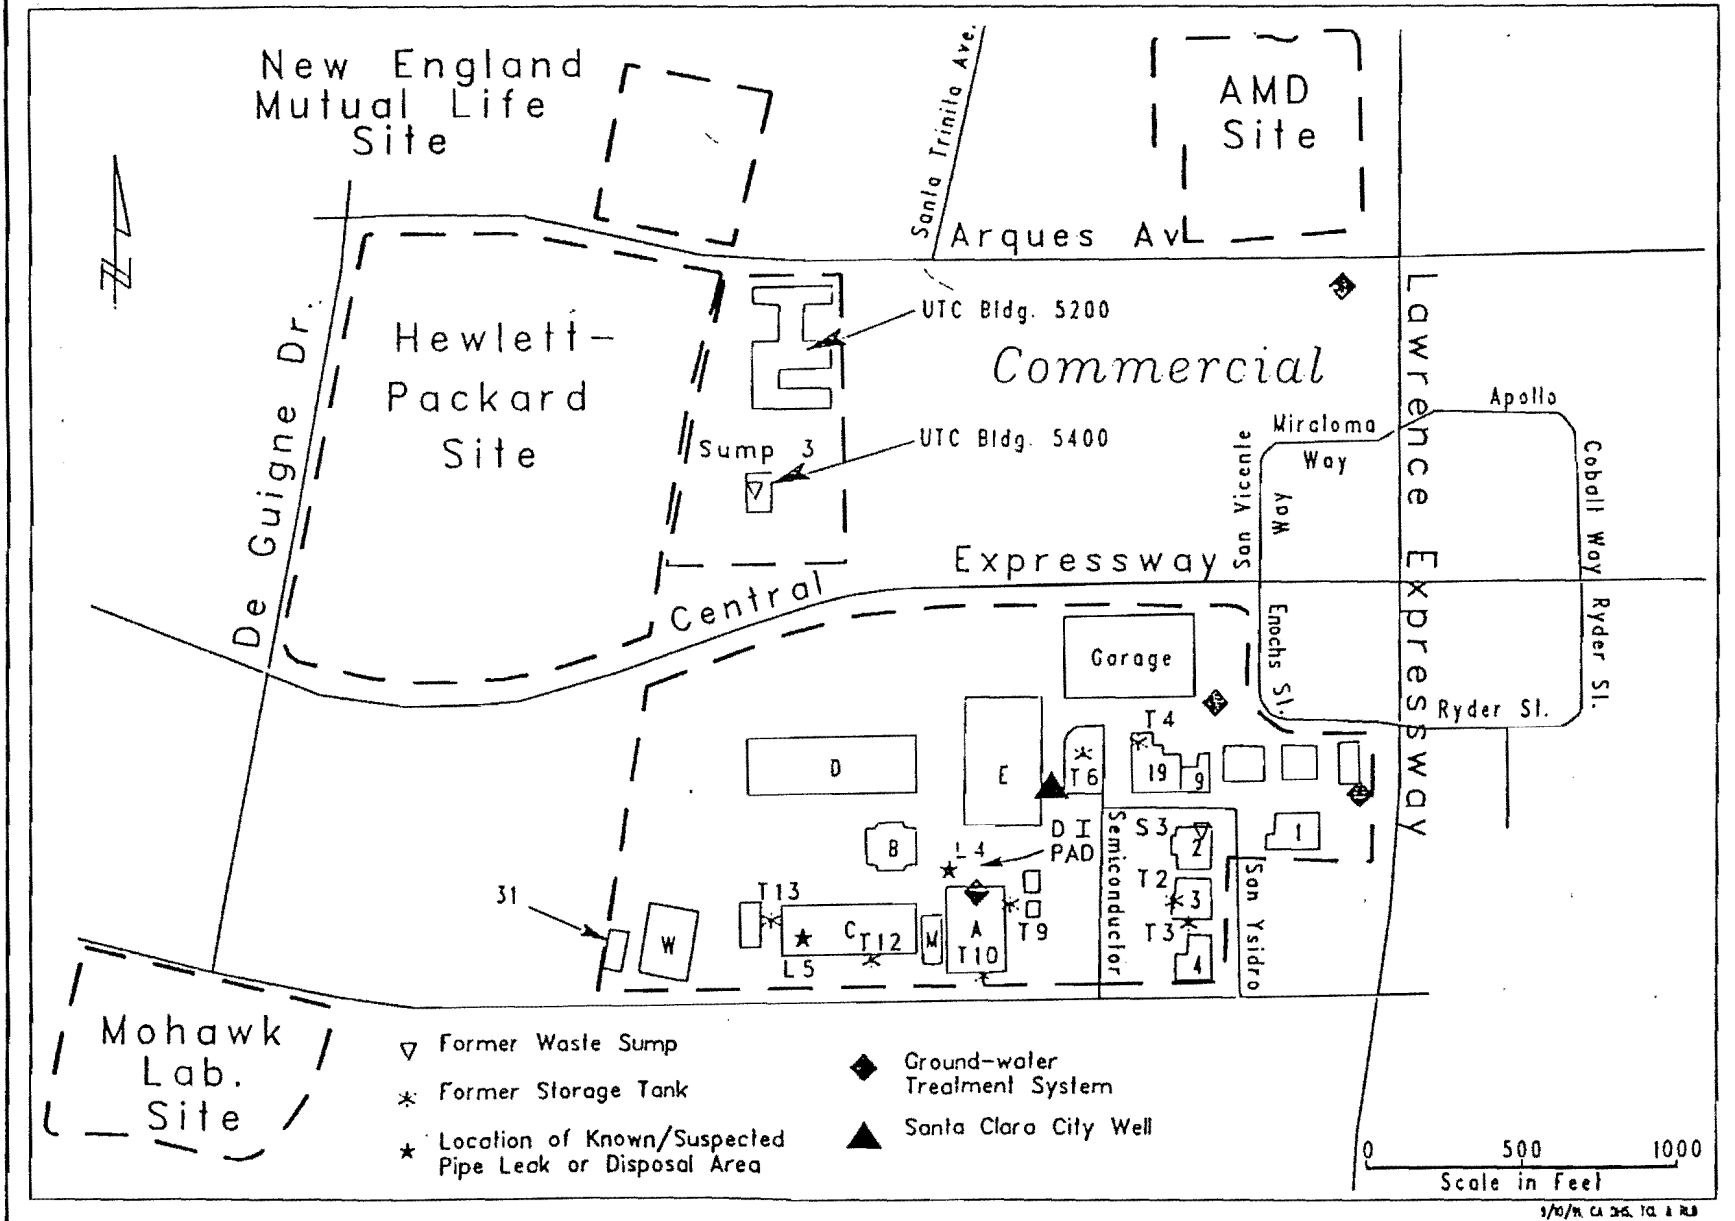 New England
Mutual Life
Site
Santa Trinita Ave.
AMD
Site
N
Arques Av
De Guigne Dr.
Hewlett-
Packard
Site
UTC Bldg. 5200
Commercial
Lawrence Expressway
Sump 3
UTC Bldg. 5400
San Vicente
Way
Miraloma
Way
Apollo
Cobalt Way
Ryder St.
Central
Expressway
Enochs St.
Ryder St.
Garage
T4
D
E
T6
19
9
DI
PAD
Semiconductor
S3
2
1
B
L4
T2
3
San Ysidro
31
W
T13
C
T12
L5
M
A
T10
T9
T3
4
Mohawk
Lab.
Site
Former Waste Sump
Former Storage Tank
Location of Known/Suspected
Pipe Leak or Disposal Area
Ground-water
Treatment System
Santa Clara City Well
0 500 1000
Scale in Feet